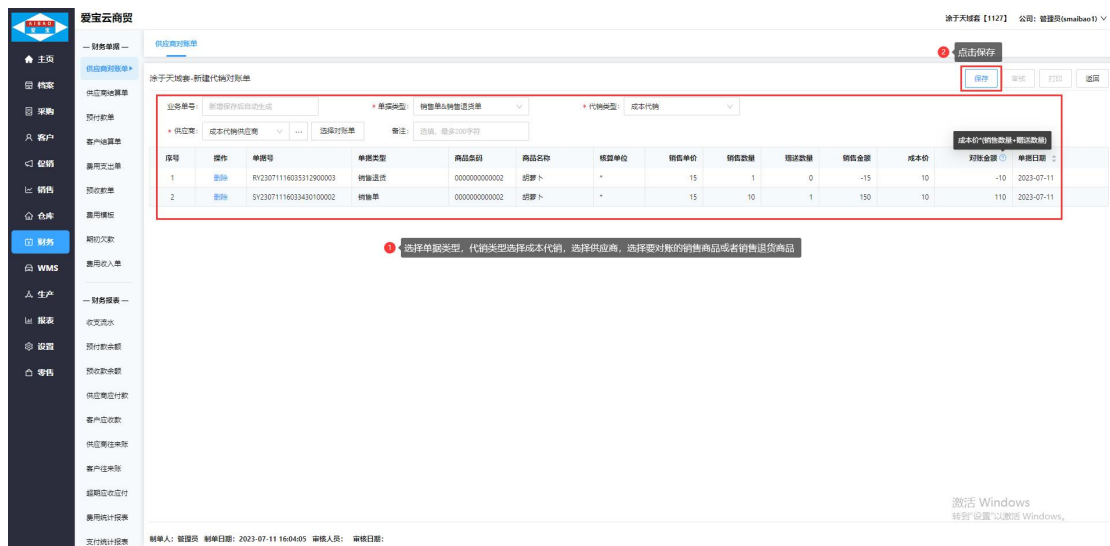 AIBAO
爱宝
爱宝云商贸
涂于天域套【1127】 公司：管理员(smaibao1)
主页
档案
采购
客户
促销
销售
仓库
财务
WMS
生产
报表
设置
零售
— 财务单据 —
供应商对账单
供应商结算单
预付款单
客户结算单
费用支出单
预收款单
费用模板
期初欠款
费用收入单
— 财务报表 —
收支流水
预付款余额
预收款余额
供应商应付款
客户应收款
供应商往来账
客户往来账
超期应收应付
费用统计报表
支付统计报表
供应商对账单
2 点击保存
涂于天域套-新建代销对账单
保存 审核 打印 返回
业务单号： 新增保存后自动生成 * 单据类型： 销售单&销售退货单 * 代销类型： 成本代销
* 供应商： 成本代销供应商 ... 选择对账单 备注： 选填，最多200字符
成本价*(销售数量+赠送数量)
序号 操作 单据号 单据类型 商品条码 商品名称 核算单位 销售单价 销售数量 赠送数量 销售金额 成本价 对账金额 单据日期
1 删除 RY23071116035312900003 销售退货 0000000000002 胡萝卜 * 15 1 0 -15 10 -10 2023-07-11
2 删除 SY23071116033430100002 销售单 0000000000002 胡萝卜 * 15 10 1 150 10 110 2023-07-11
1 选择单据类型，代销类型选择成本代销，选择供应商，选择要对账的销售商品或者销售退货商品
激活 Windows
转到"设置"以激活 Windows。
制单人：管理员 制单日期：2023-07-11 16:04:05 审核人员： 审核日期：